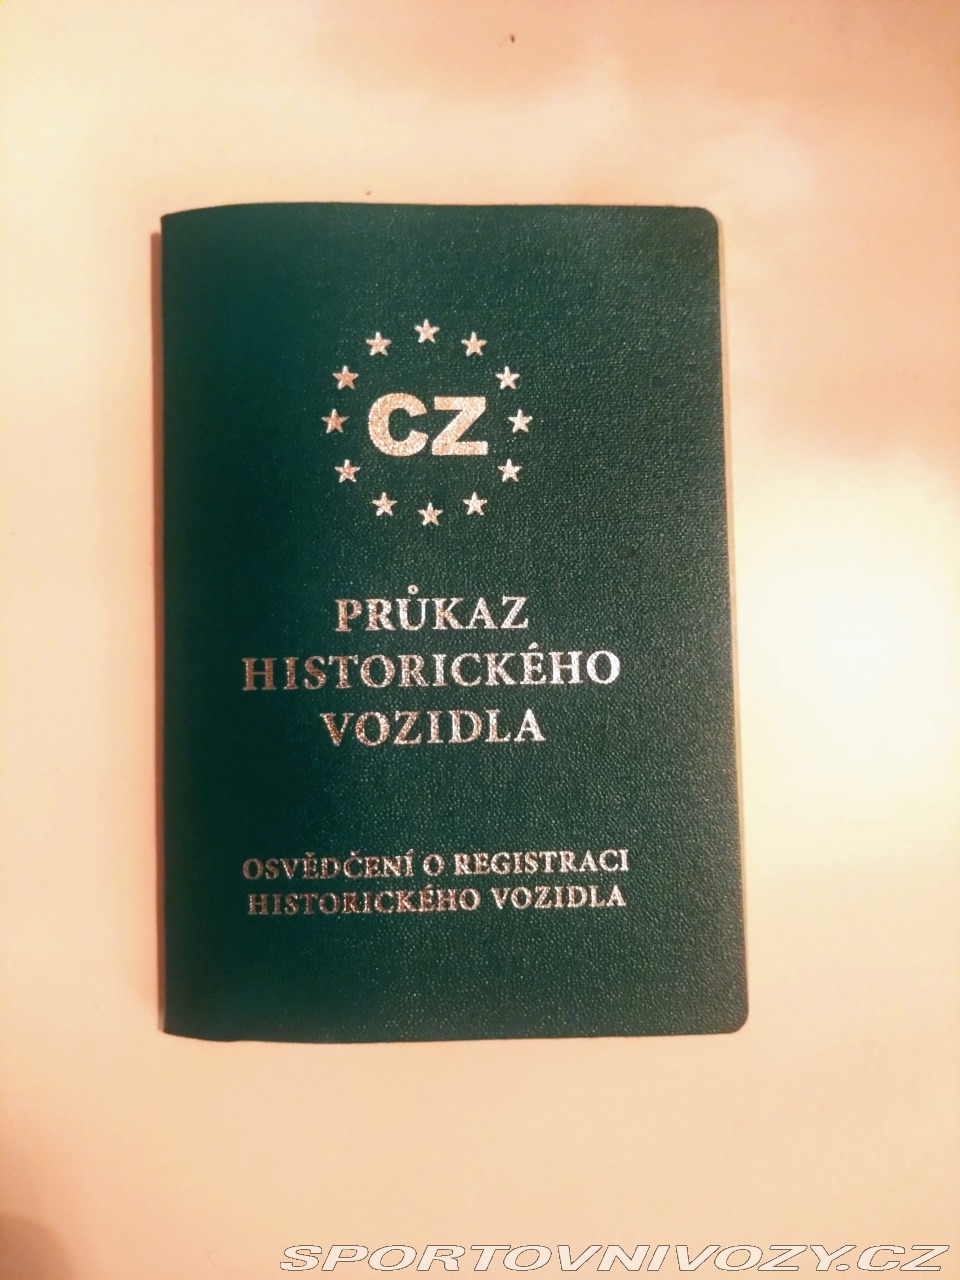 CZ
PRŮKAZ
HISTORICKÉHO
VOZIDLA
OSVĚDČENÍ O REGISTRACI
HISTORICKÉHO VOZIDLA
SPORTOVNIVOZY.CZ